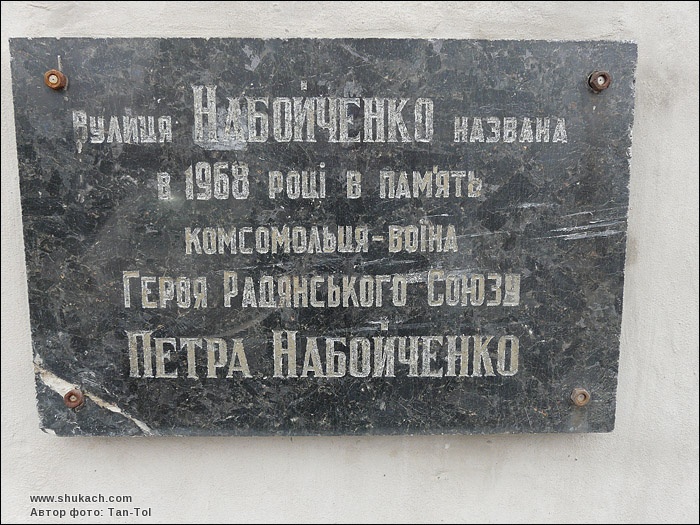 Вулиця Набойченко названа
в 1968 році в пам'ять
комсомольця-воїна
Героя Радянського Союзу
Петра Набойченко
www.shukach.com
Автор фото: Tan-Tol